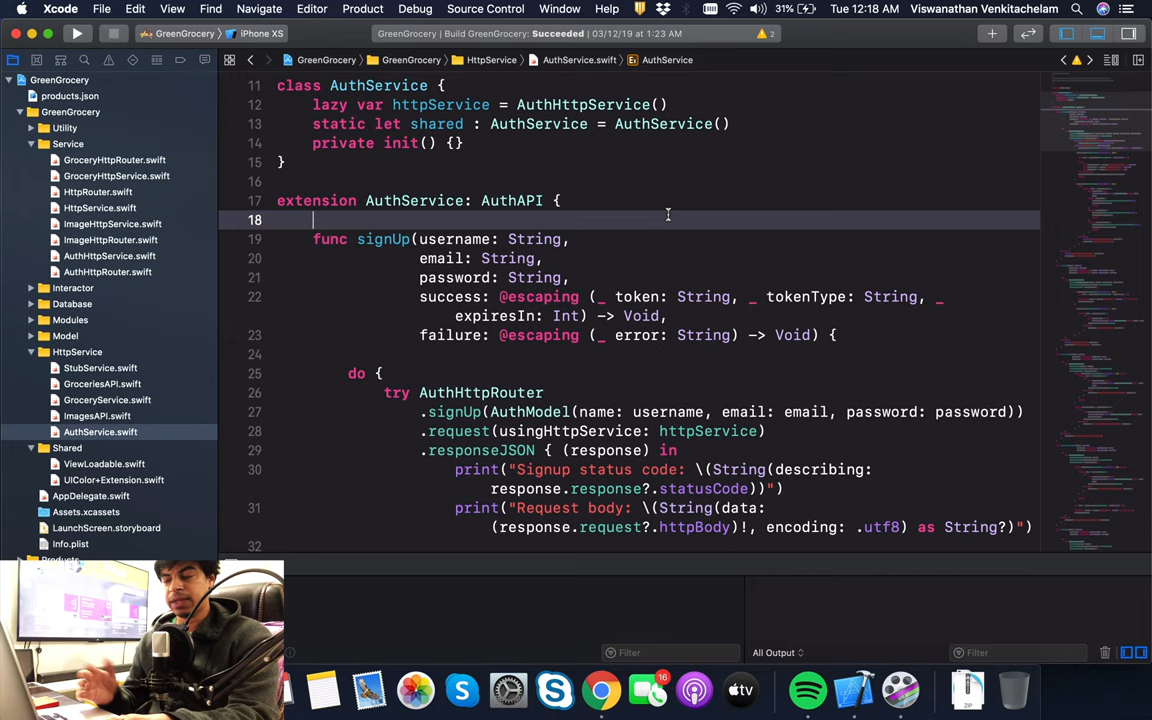 Xcode File Edit View Find Navigate Editor Product Debug Source Control Window Help 31% Tue 12:18 AM Viswanathan Venkitachelam
GreenGrocery iPhone XS GreenGrocery | Build GreenGrocery: Succeeded | 03/12/19 at 1:23 AM 2
GreenGrocery GreenGrocery HttpService AuthService.swift Ex AuthService
GreenGrocery
products.json
GreenGrocery
Utility
Service
GroceryHttpRouter.swift
GroceryHttpService.swift
HttpRouter.swift
HttpService.swift
ImageHttpService.swift
ImageHttpRouter.swift
AuthHttpService.swift
AuthHttpRouter.swift
Interactor
Database
Modules
Model
HttpService
StubService.swift
GroceriesAPI.swift
GroceryService.swift
ImagesAPI.swift
AuthService.swift
Shared
ViewLoadable.swift
UIColor+Extension.swift
AppDelegate.swift
Assets.xcassets
LaunchScreen.storyboard
Info.plist
Products
11 class AuthService {
12 lazy var httpService = AuthHttpService()
13 static let shared : AuthService = AuthService()
14 private init() {}
15 }
16
17 extension AuthService: AuthAPI {
18
19 func signUp(username: String,
20 email: String,
21 password: String,
22 success: @escaping (_ token: String, _ tokenType: String, _
expiresIn: Int) -> Void,
23 failure: @escaping (_ error: String) -> Void) {
24
25 do {
26 try AuthHttpRouter
27 .signUp(AuthModel(name: username, email: email, password: password))
28 .request(usingHttpService: httpService)
29 .responseJSON { (response) in
30 print("Signup status code: \(String(describing:
response.response?.statusCode))")
31 print("Request body: \(String(data:
(response.request?.httpBody)!, encoding: .utf8) as String?)")
32
Filter All Output Filter
16 tv ZIP